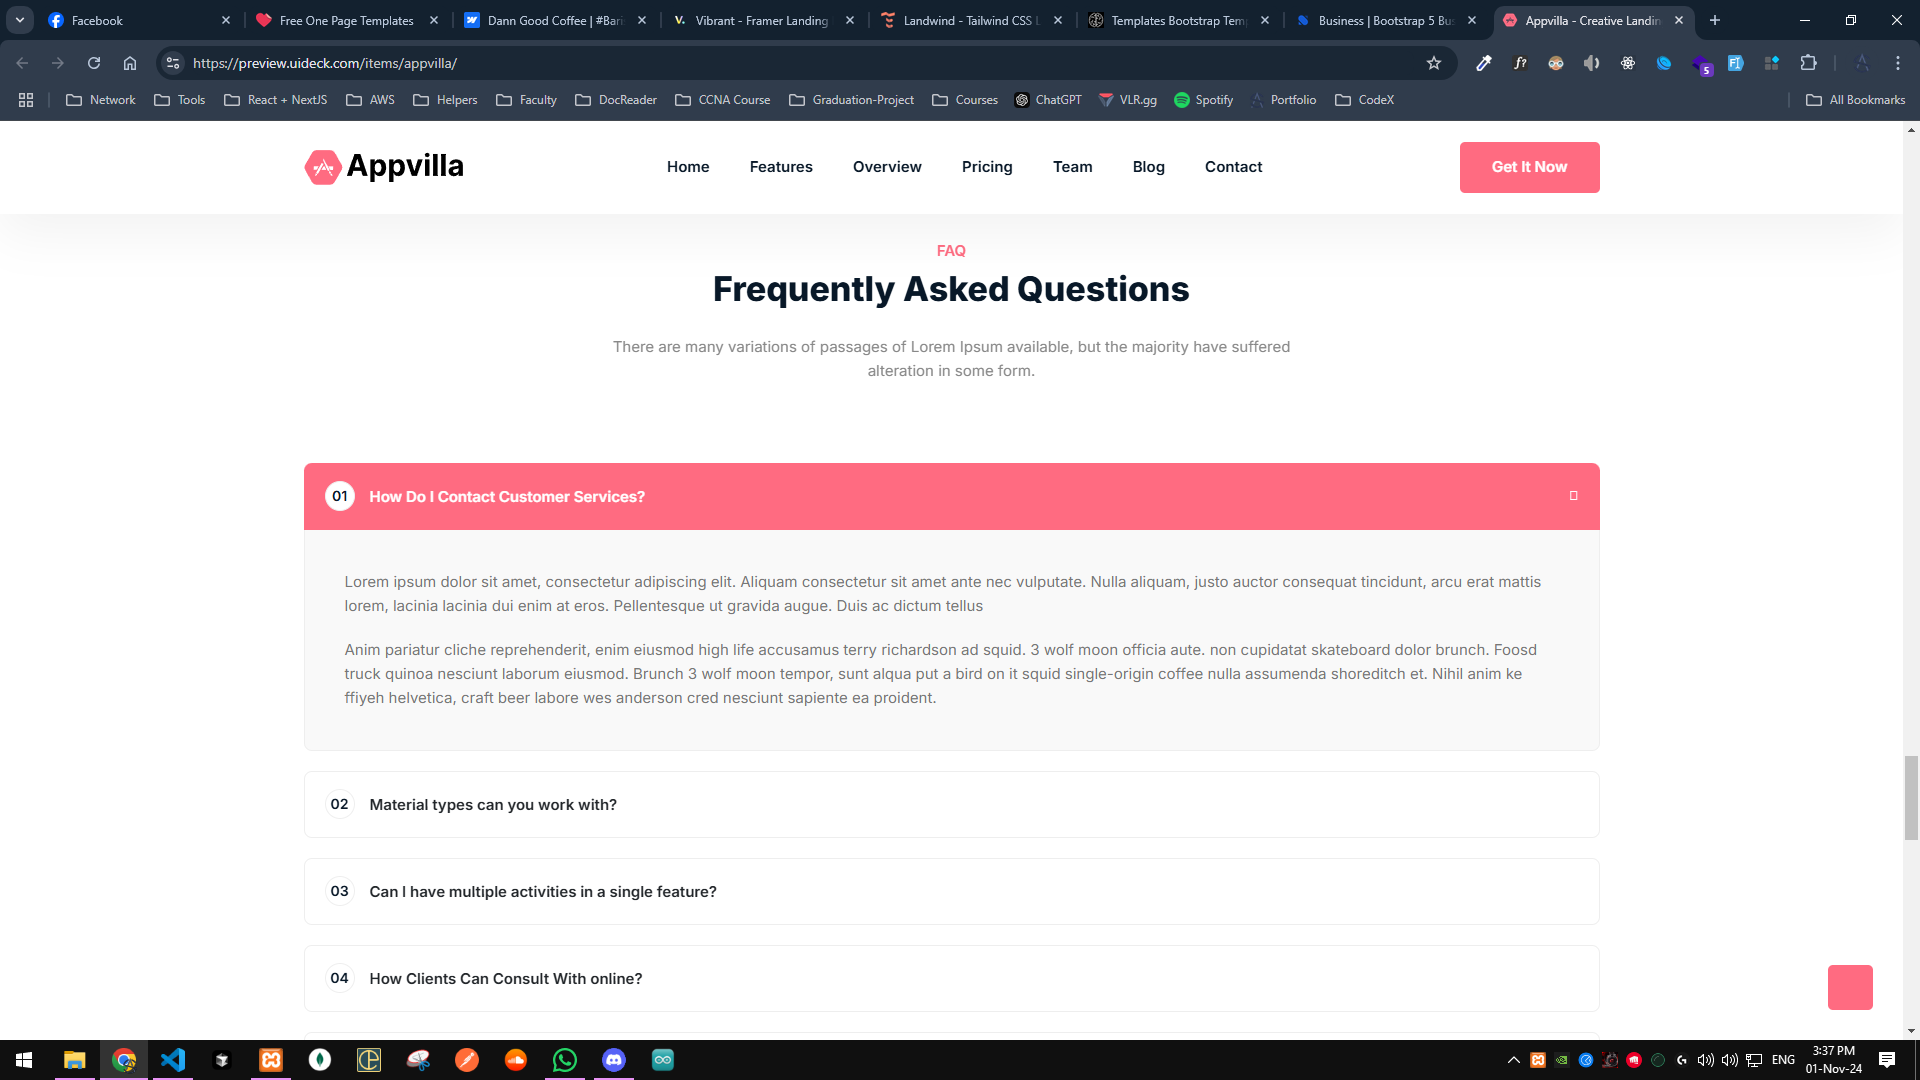 Facebook
Free One Page Templates
Dann Good Coffee | #Bari
Vibrant - Framer Landing
Landwind - Tailwind CSS L
Templates Bootstrap Temp
Business | Bootstrap 5 Bus
Appvilla - Creative Landin
https://preview.uideck.com/items/appvilla/
f?
5
Network
Tools
React + NextJS
AWS
Helpers
Faculty
DocReader
CCNA Course
Graduation-Project
Courses
ChatGPT
VLR.gg
Spotify
Portfolio
CodeX
All Bookmarks
Appvilla
Home
Features
Overview
Pricing
Team
Blog
Contact
Get It Now
FAQ
Frequently Asked Questions
There are many variations of passages of Lorem Ipsum available, but the majority have suffered
alteration in some form.
01 How Do I Contact Customer Services?
Lorem ipsum dolor sit amet, consectetur adipiscing elit. Aliquam consectetur sit amet ante nec vulputate. Nulla aliquam, justo auctor consequat tincidunt, arcu erat mattis
lorem, lacinia lacinia dui enim at eros. Pellentesque ut gravida augue. Duis ac dictum tellus
Anim pariatur cliche reprehenderit, enim eiusmod high life accusamus terry richardson ad squid. 3 wolf moon officia aute. non cupidatat skateboard dolor brunch. Foosd
truck quinoa nesciunt laborum eiusmod. Brunch 3 wolf moon tempor, sunt alqua put a bird on it squid single-origin coffee nulla assumenda shoreditch et. Nihil anim ke
ffiyeh helvetica, craft beer labore wes anderson cred nesciunt sapiente ea proident.
02 Material types can you work with?
03 Can I have multiple activities in a single feature?
04 How Clients Can Consult With online?
ENG
3:37 PM
01-Nov-24